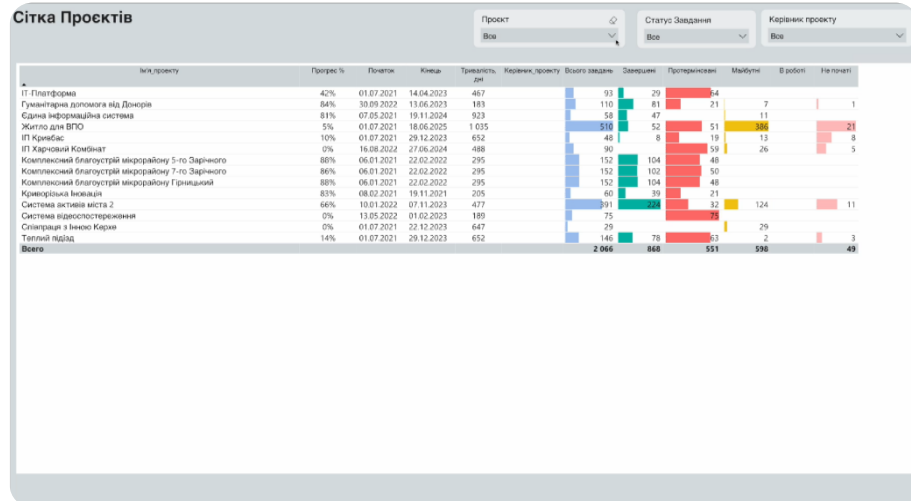 Сітка Проєктів
Проєкт
Все
Статус Завдання
Все
Керівник проекту
Все
Ім'я_проекту Прогрес % Початок Кінець Тривалість, дні Керівник_проекту Всього завдань Завершені Протерміновані Майбутні В роботі Не початі
ІТ-Платформа 42% 01.07.2021 14.04.2023 467 93 29 64
Гуманітарна допомога від Донорів 84% 30.09.2022 13.06.2023 183 110 81 21 7 1
Єдина інформаційна система 81% 07.05.2021 19.11.2024 923 58 47 11
Житло для ВПО 5% 01.07.2021 18.06.2025 1 035 510 52 51 386 21
ІП Кривбас 10% 01.07.2021 29.12.2023 652 48 8 19 13 8
ІП Харчовий Комбінат 0% 16.08.2022 27.06.2024 488 90 59 26 5
Комплексний благоустрій мікрорайону 5-го Зарічного 88% 06.01.2021 22.02.2022 295 152 104 48
Комплексний благоустрій мікрорайону 7-го Зарічного 86% 06.01.2021 22.02.2022 295 152 102 50
Комплексний благоустрій мікрорайону Гірницький 88% 06.01.2021 22.02.2022 295 152 104 48
Криворізька Іновація 83% 08.02.2021 19.11.2021 205 60 39 21
Система активів міста 2 66% 10.01.2022 07.11.2023 477 391 224 32 124 11
Система відеоспостереження 0% 13.05.2022 01.02.2023 189 75 75
Співпраця з Інною Керхе 0% 01.07.2021 22.12.2023 647 29 29
Теплий підїзд 14% 01.07.2021 29.12.2023 652 146 78 63 2 3
Всего 2 066 868 551 598 49